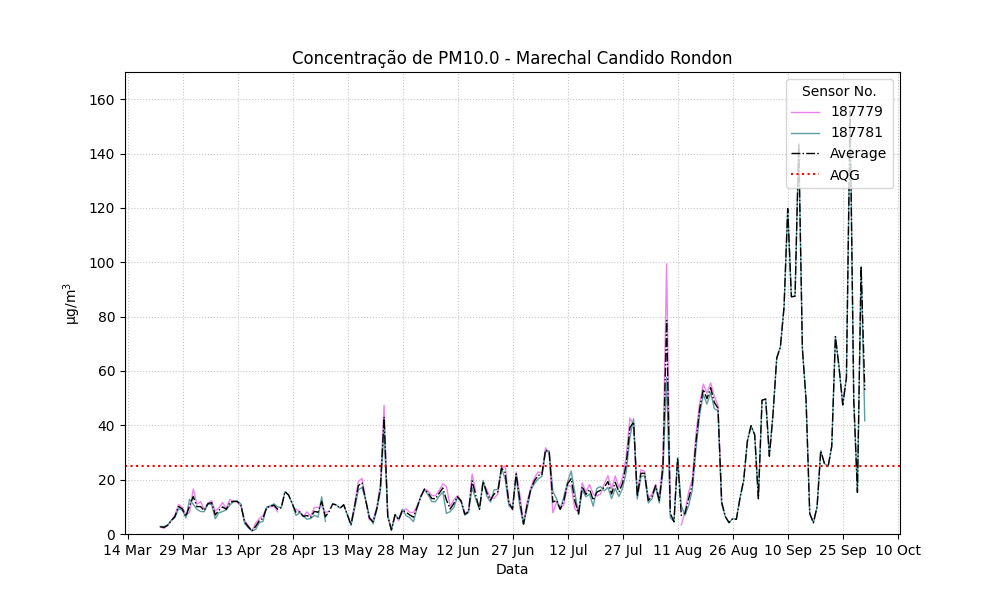 Concentração de PM10.0 - Marechal Candido Rondon
Sensor No.
187779
187781
Average
AQG
160
140
120
100
80
60
40
20
0
µg/m³
14 Mar 29 Mar 13 Apr 28 Apr 13 May 28 May 12 Jun 27 Jun 12 Jul 27 Jul 11 Aug 26 Aug 10 Sep 25 Sep 10 Oct
Data